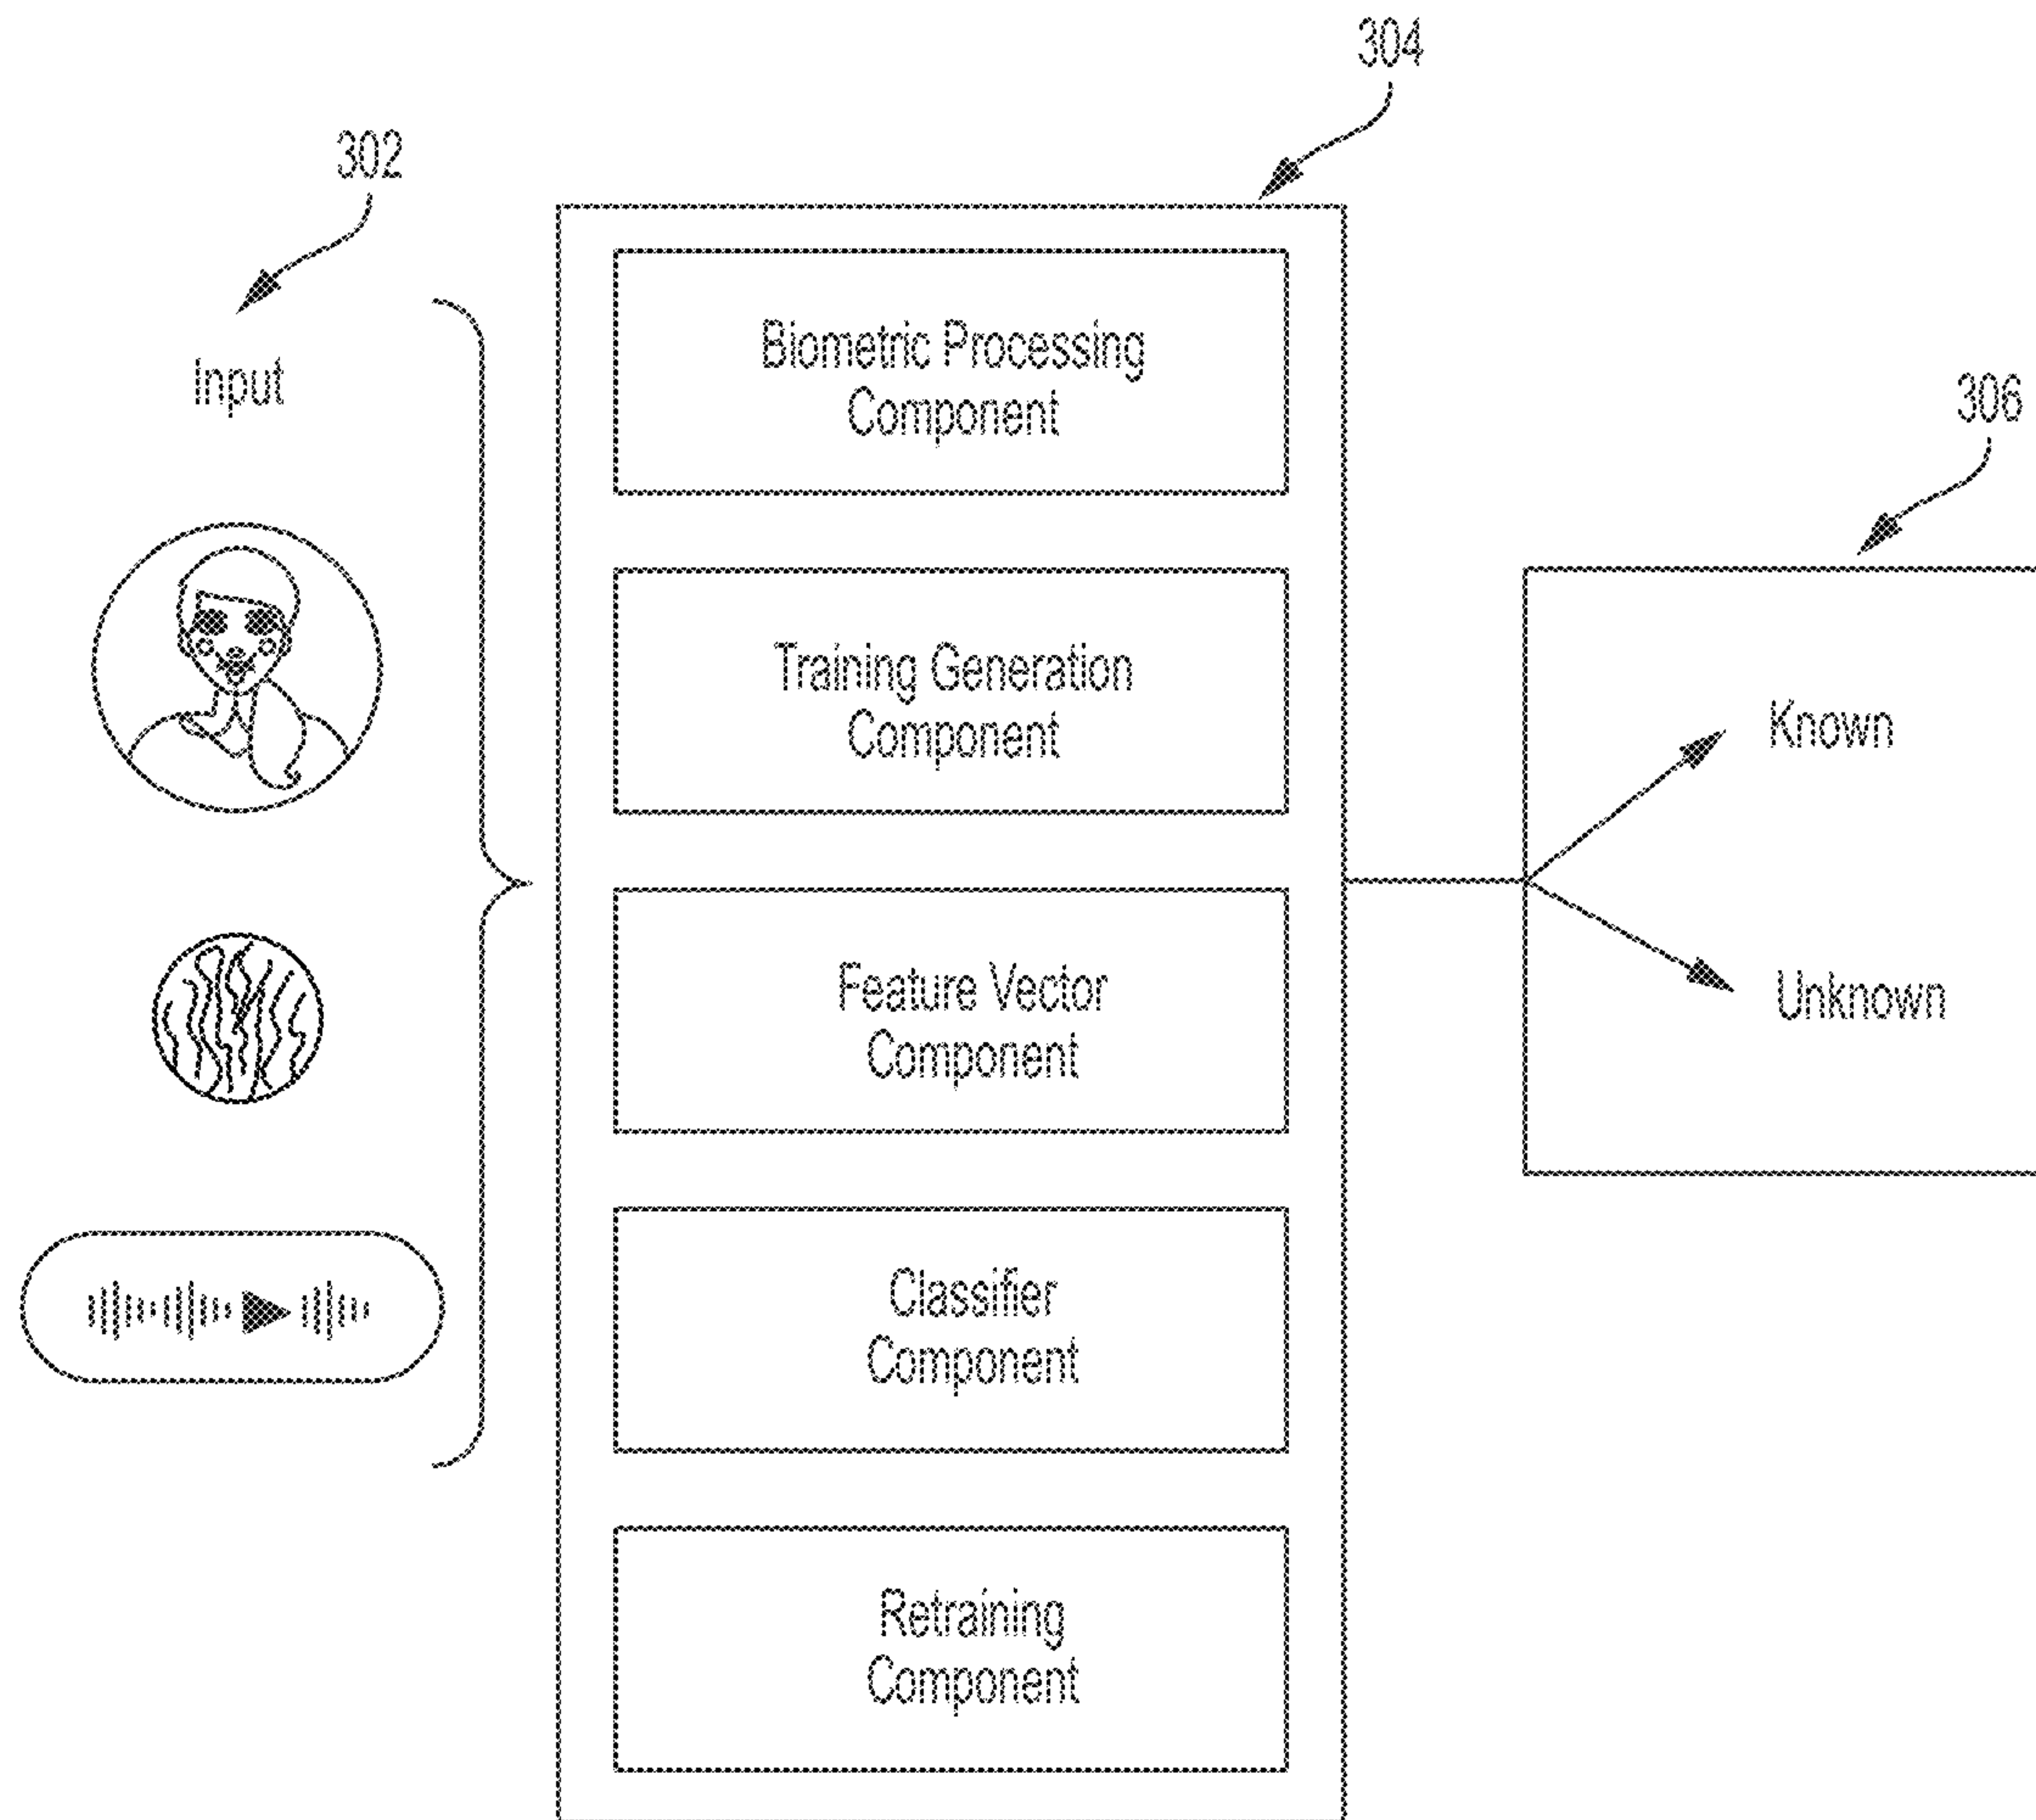 304
302
Input
Biometric Processing
Component
Training Generation
Component
Feature Vector
Component
Classifier
Component
Retraining
Component
306
Known
Unknown